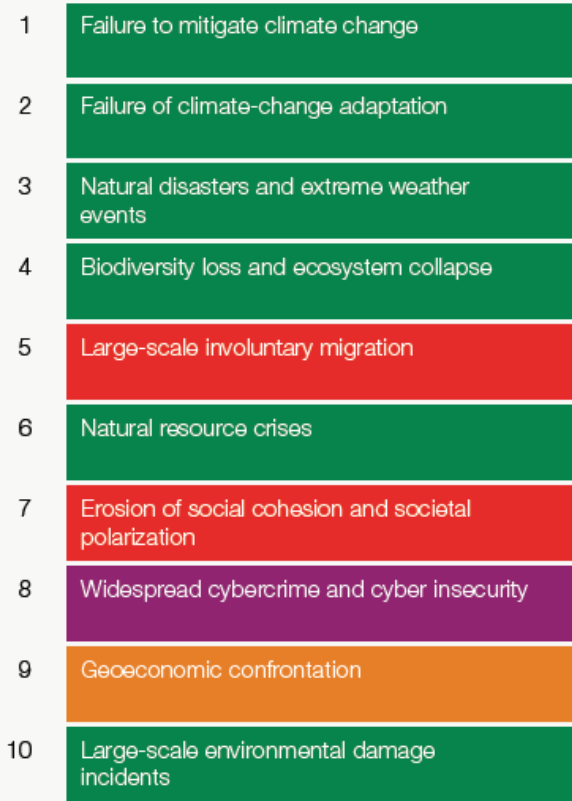 1 Failure to mitigate climate change
2 Failure of climate-change adaptation
3 Natural disasters and extreme weather
events
4 Biodiversity loss and ecosystem collapse
5 Large-scale involuntary migration
6 Natural resource crises
7 Erosion of social cohesion and societal
polarization
8 Widespread cybercrime and cyber insecurity
9 Geoeconomic confrontation
10 Large-scale environmental damage
incidents